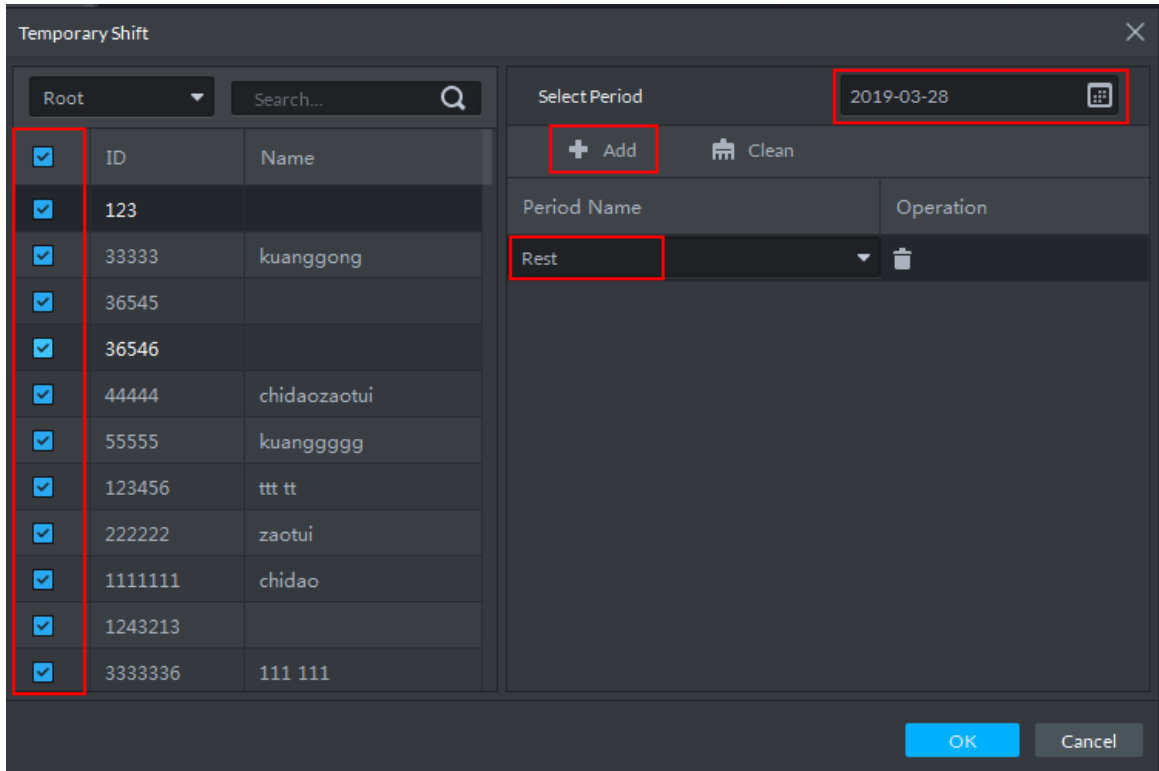 Temporary Shift
Root
Search...
ID Name
123
33333 kuanggong
36545
36546
44444 chidaozaotui
55555 kuanggggg
123456 ttt tt
222222 zaotui
1111111 chidao
1243213
3333336 111 111
Select Period 2019-03-28
Add Clean
Period Name Operation
Rest
OK Cancel